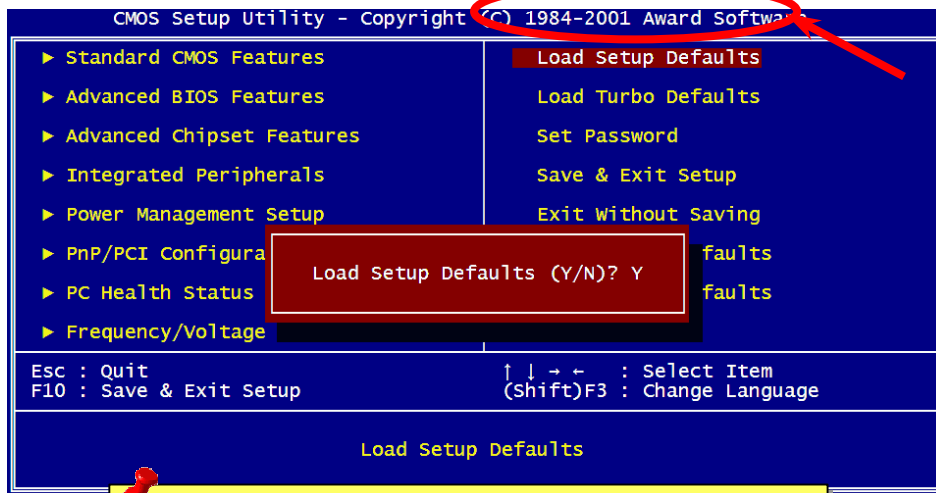 CMOS Setup Utility - Copyright (C) 1984-2001 Award Software
► Standard CMOS Features
► Advanced BIOS Features
► Advanced Chipset Features
► Integrated Peripherals
► Power Management Setup
► PnP/PCI Configura
► PC Health Status
► Frequency/Voltage
Load Setup Defaults
Load Turbo Defaults
Set Password
Save & Exit Setup
Exit Without Saving
faults
faults
Load Setup Defaults (Y/N)? Y
Esc : Quit
F10 : Save & Exit Setup
↑ ↓ → ← : Select Item
(Shift)F3 : Change Language
Load Setup Defaults